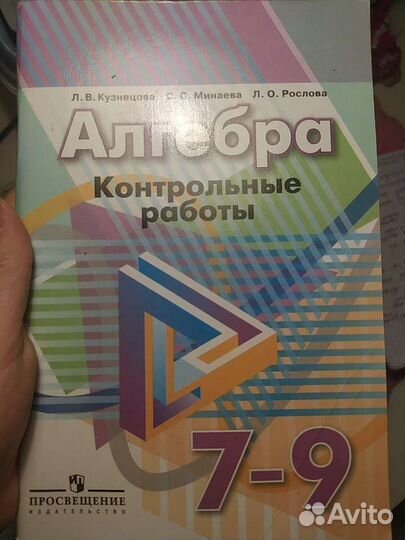 Л. В. Кузнецова С. С. Минаева Л. О. Рослова
Алгебра
Контрольные
работы
7–9
ПРОСВЕЩЕНИЕ
ИЗДАТЕЛЬСТВО
Avito